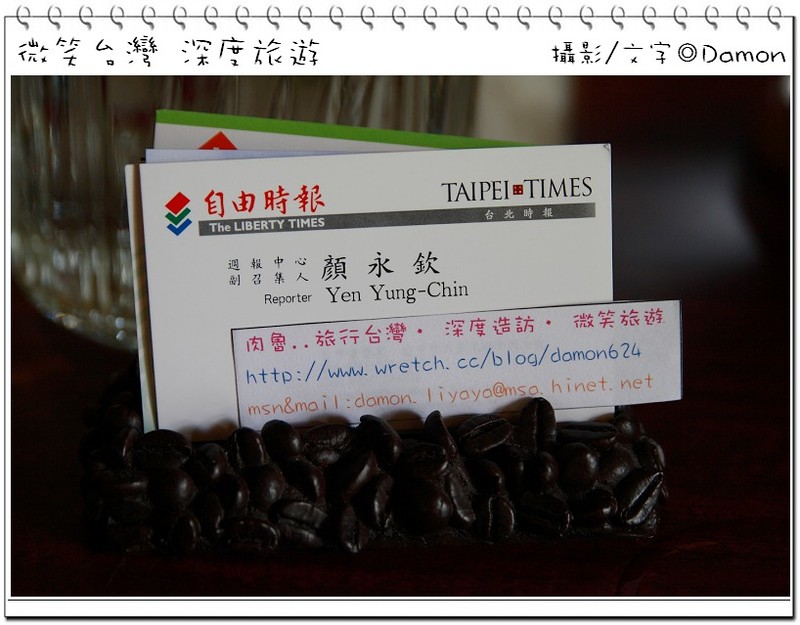 微笑台灣 深度旅遊
攝影/文字◎Damon
自由時報
The LIBERTY TIMES
TAIPEI TIMES
台北時報
週報中心
副召集人
顏永欽
Reporter Yen Yung-Chin
肉魯..旅行台灣‧ 深度造訪‧ 微笑旅遊
http://www.wretch.cc/blog/damon624
msn&mail:damon.liyaya@msa.hinet.net